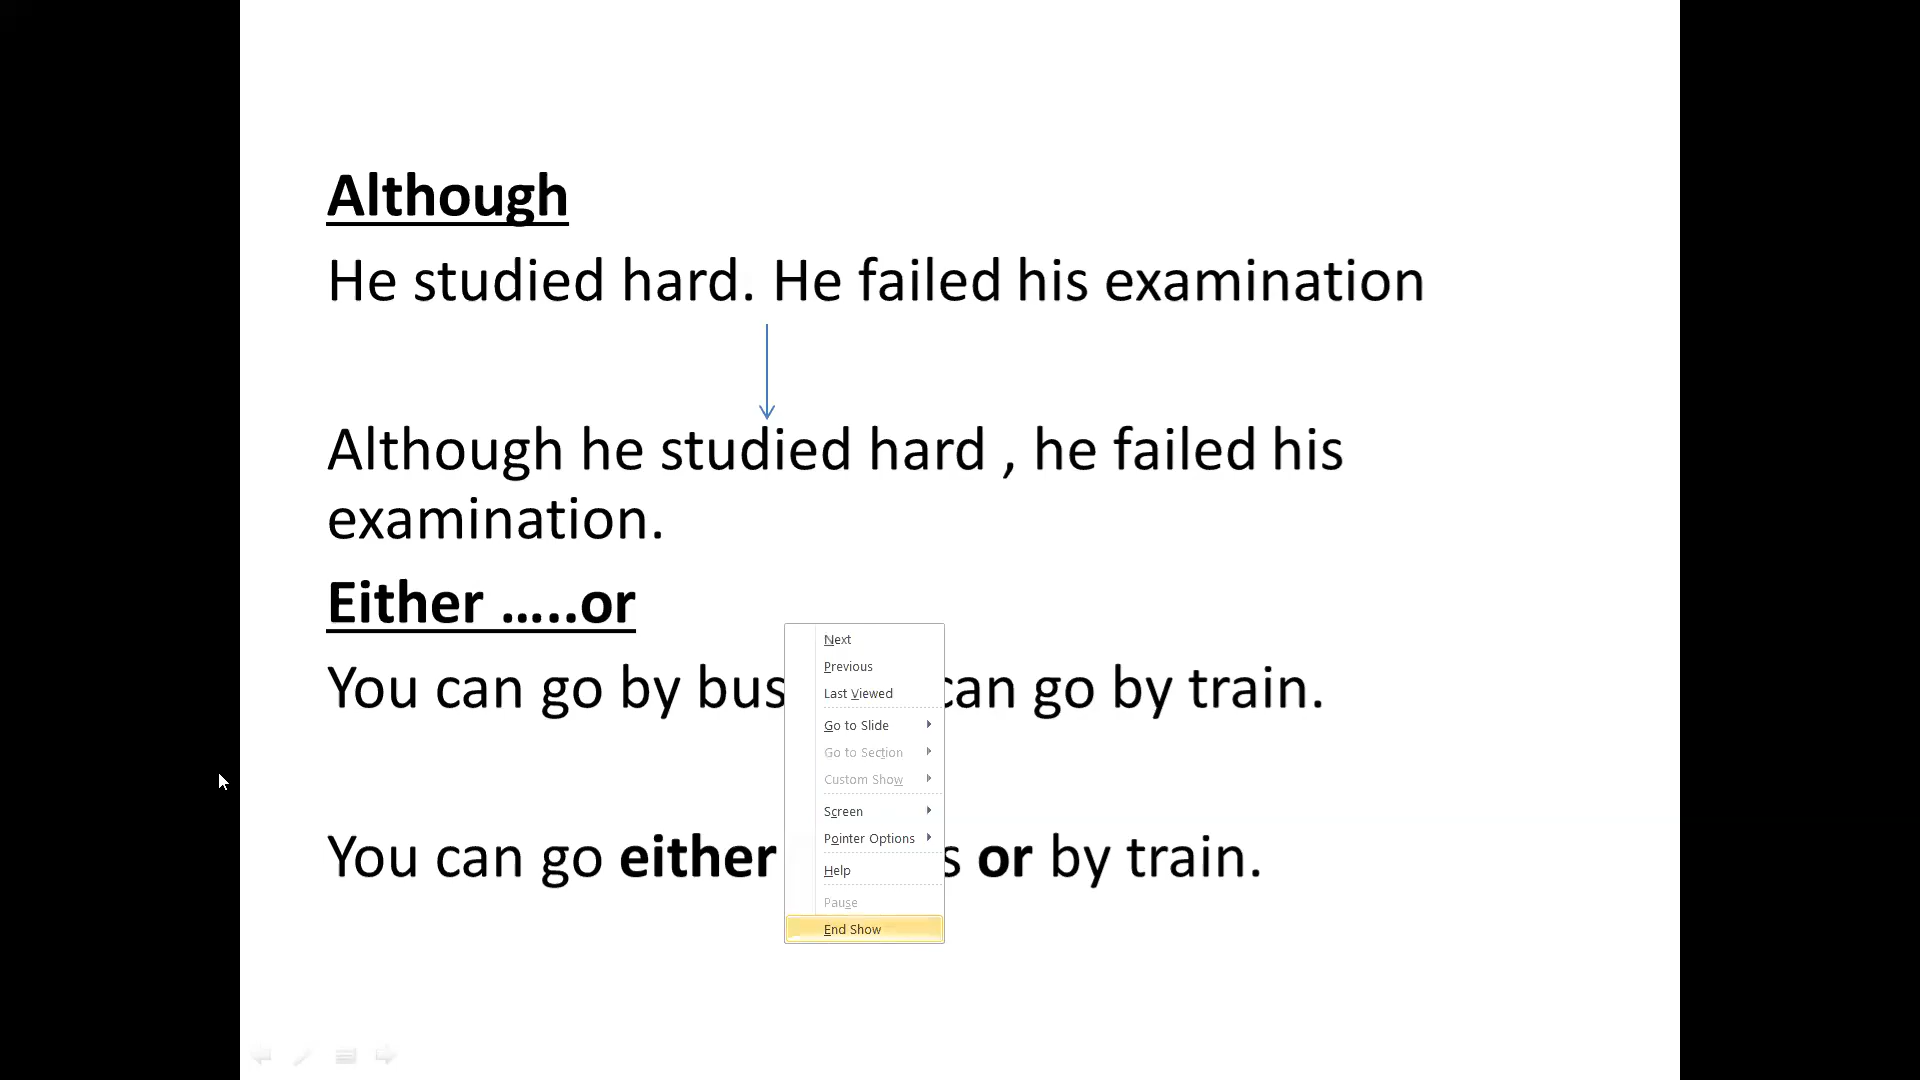 Although
He studied hard. He failed his examination
Although he studied hard , he failed his
examination.
Either …..or
You can go by bus can go by train.
You can go either s or by train.
Next
Previous
Last Viewed
Go to Slide
Go to Section
Custom Show
Screen
Pointer Options
Help
Pause
End Show